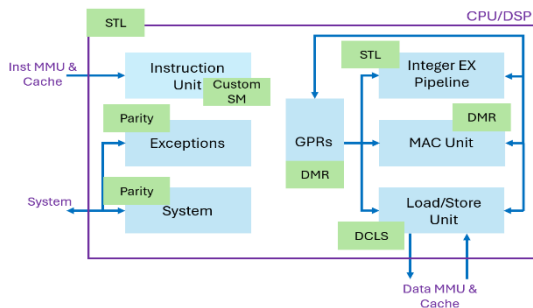 STL
CPU/DSP
Inst MMU &
Cache
Instruction
Unit
Custom
SM
STL
Integer EX
Pipeline
Parity
Exceptions
GPRs
DMR
DMR
MAC Unit
Parity
System
System
Load/Store
Unit
DCLS
Data MMU &
Cache